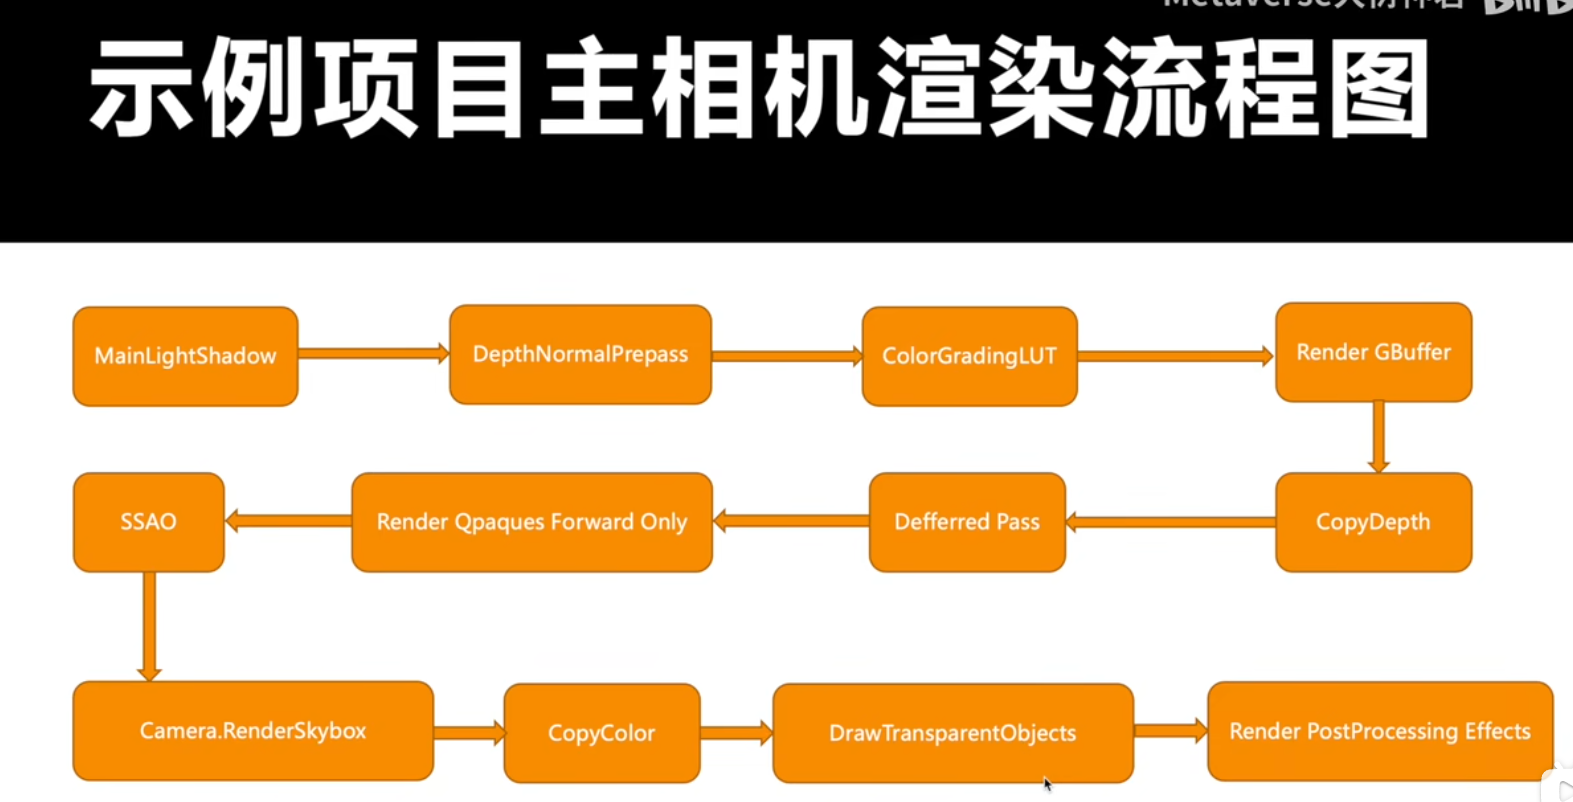 示例项目主相机渲染流程图
MainLightShadow
DepthNormalPrepass
ColorGradingLUT
Render GBuffer
CopyDepth
Defferred Pass
Render Qpaques Forward Only
SSAO
Camera.RenderSkybox
CopyColor
DrawTransparentObjects
Render PostProcessing Effects